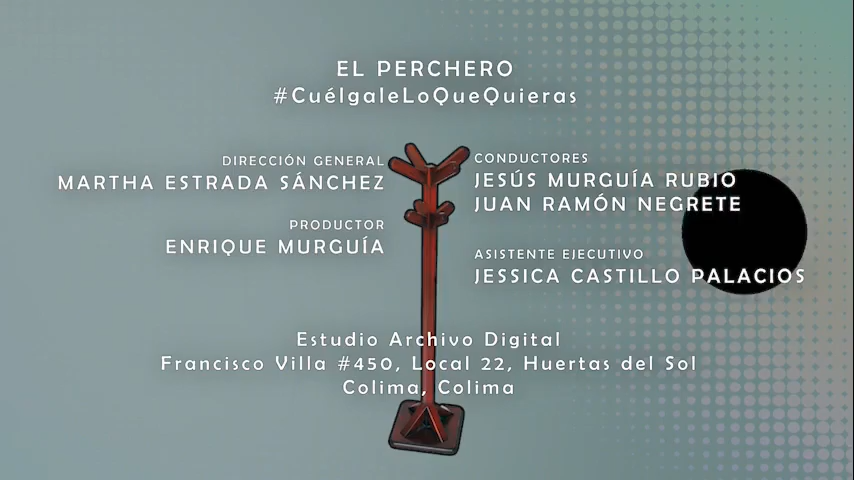 EL PERCHERO
#CuélgaleLoQueQuieras
DIRECCIÓN GENERAL
MARTHA ESTRADA SÁNCHEZ
PRODUCTOR
ENRIQUE MURGUÍA
CONDUCTORES
JESÚS MURGUÍA RUBIO
JUAN RAMÓN NEGRETE
ASISTENTE EJECUTIVO
JESSICA CASTILLO PALACIOS
Estudio Archivo Digital
Francisco Villa #450, Local 22, Huertas del Sol
Colima, Colima